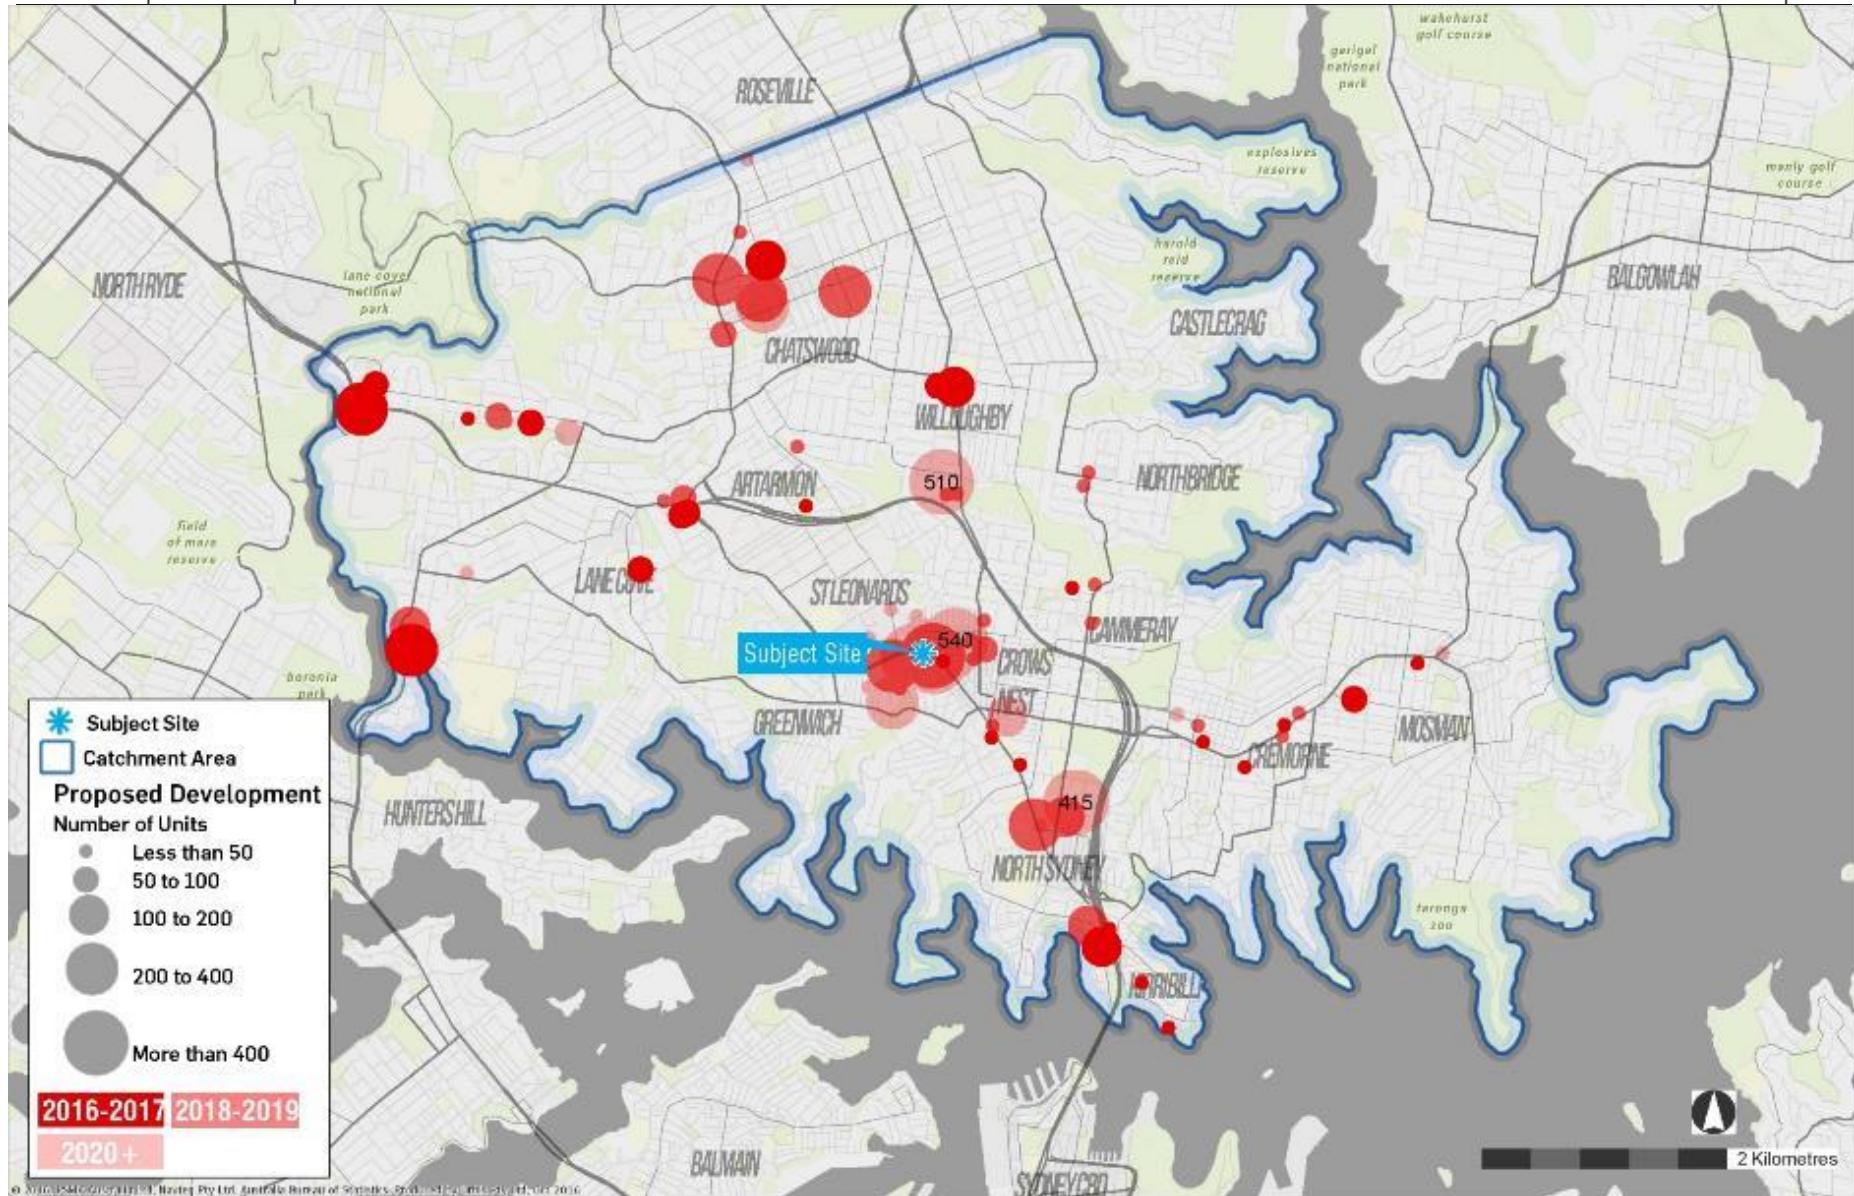 wakehurst
golf course
garigal
national
park
ROSEVILLE
explosives
reserve
manly golf
course
harold
reid
reserve
NORTH RYDE
lane cove
national
park
BALGOWLAH
CASTLECRAG
CHATSWOOD
WILLOUGHBY
ARTARMON
510
NORTHBRIDGE
field
of mars
reserve
LANE COVE
ST LEONARDS
CAMMERAY
540
Subject Site
CROWS
NEST
boronia
park
GREENWICH
MOSMAN
CREMORNE
HUNTERS HILL
415
NORTH SYDNEY
taronga
zoo
KIRRIBILLI
BALMAIN
SYDNEY CBD
Subject Site
Catchment Area
Proposed Development
Number of Units
Less than 50
50 to 100
100 to 200
200 to 400
More than 400
2016-2017 2018-2019
2020+
2 Kilometres